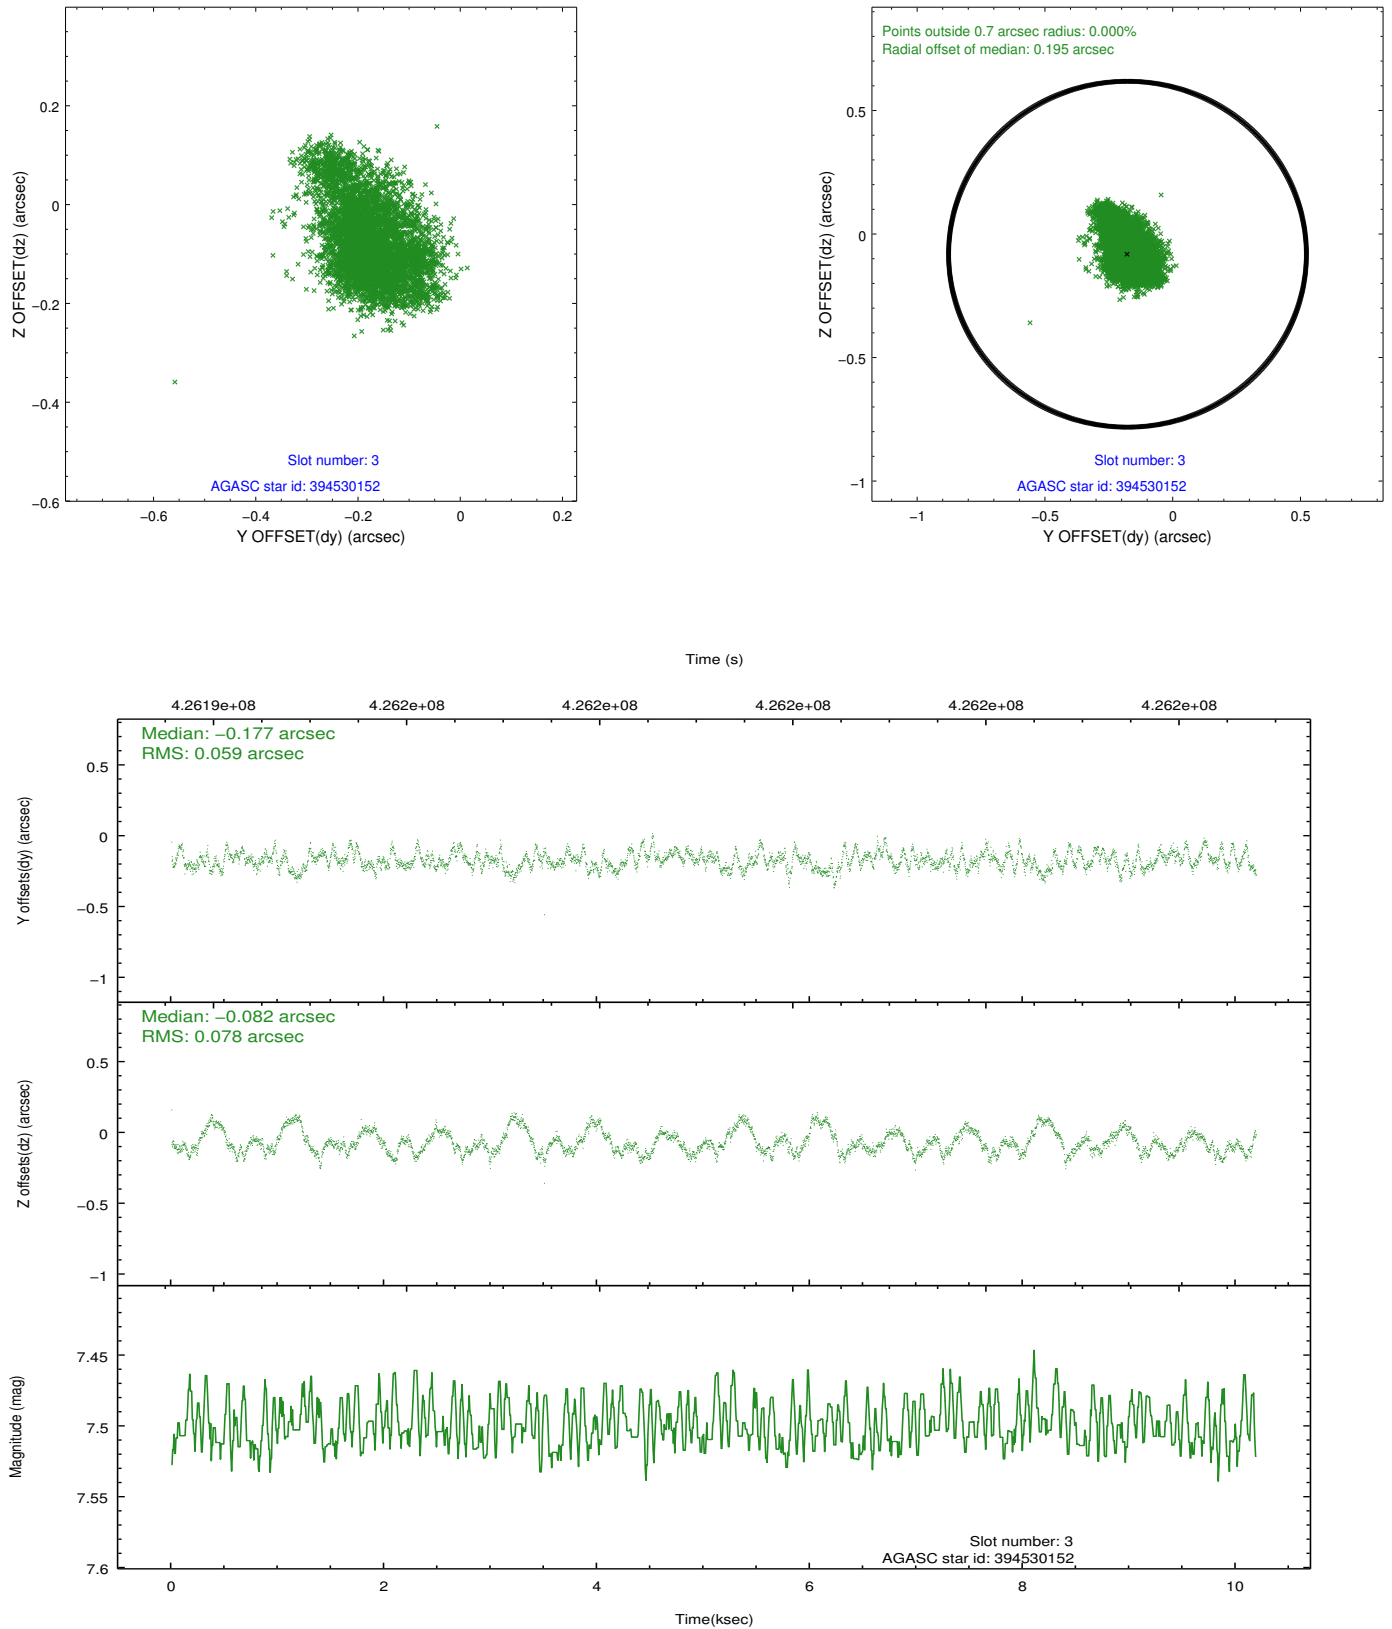 0.2
0
−0.2
−0.4
−0.6
Z OFFSET(dz) (arcsec)
Slot number: 3
AGASC star id: 394530152
−0.6 −0.4 −0.2 0 0.2
Y OFFSET(dy) (arcsec)
Points outside 0.7 arcsec radius: 0.000%
Radial offset of median: 0.195 arcsec
0.5
0
−0.5
−1
Z OFFSET(dz) (arcsec)
Slot number: 3
AGASC star id: 394530152
−1 −0.5 0 0.5
Y OFFSET(dy) (arcsec)
Time (s)
4.2619e+08 4.262e+08 4.262e+08 4.262e+08 4.262e+08 4.262e+08
Median: −0.177 arcsec
RMS: 0.059 arcsec
0.5
0
−0.5
−1
Y offsets(dy) (arcsec)
Median: −0.082 arcsec
RMS: 0.078 arcsec
0.5
0
−0.5
−1
Z offsets(dz) (arcsec)
7.45
7.5
7.55
7.6
Magnitude (mag)
Slot number: 3
AGASC star id: 394530152
0 2 4 6 8 10
Time(ksec)